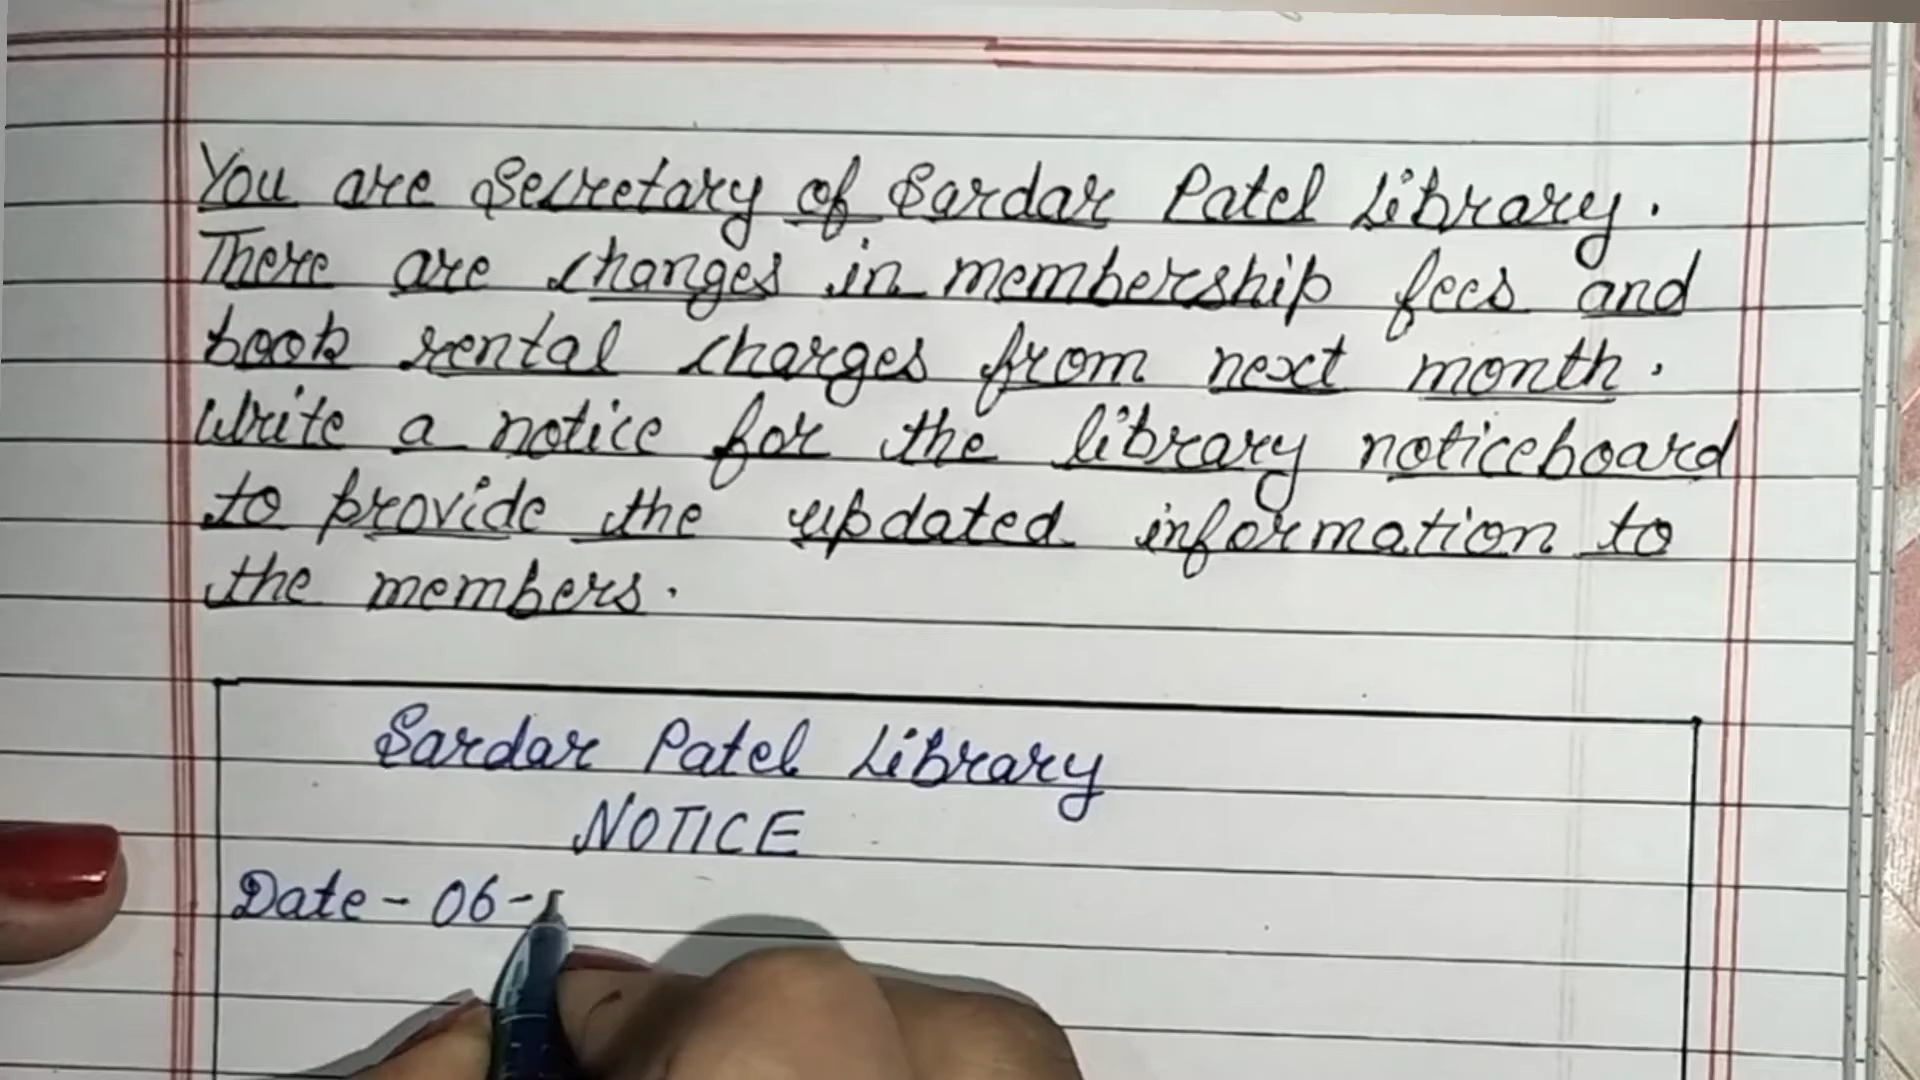 You are Secretary of Sardar Patel Library.
There are changes in membership fees and
book rental charges from next month.
Write a notice for the library noticeboard
to provide the updated information to
the members.
Sardar Patel Library
NOTICE
Date - 06-